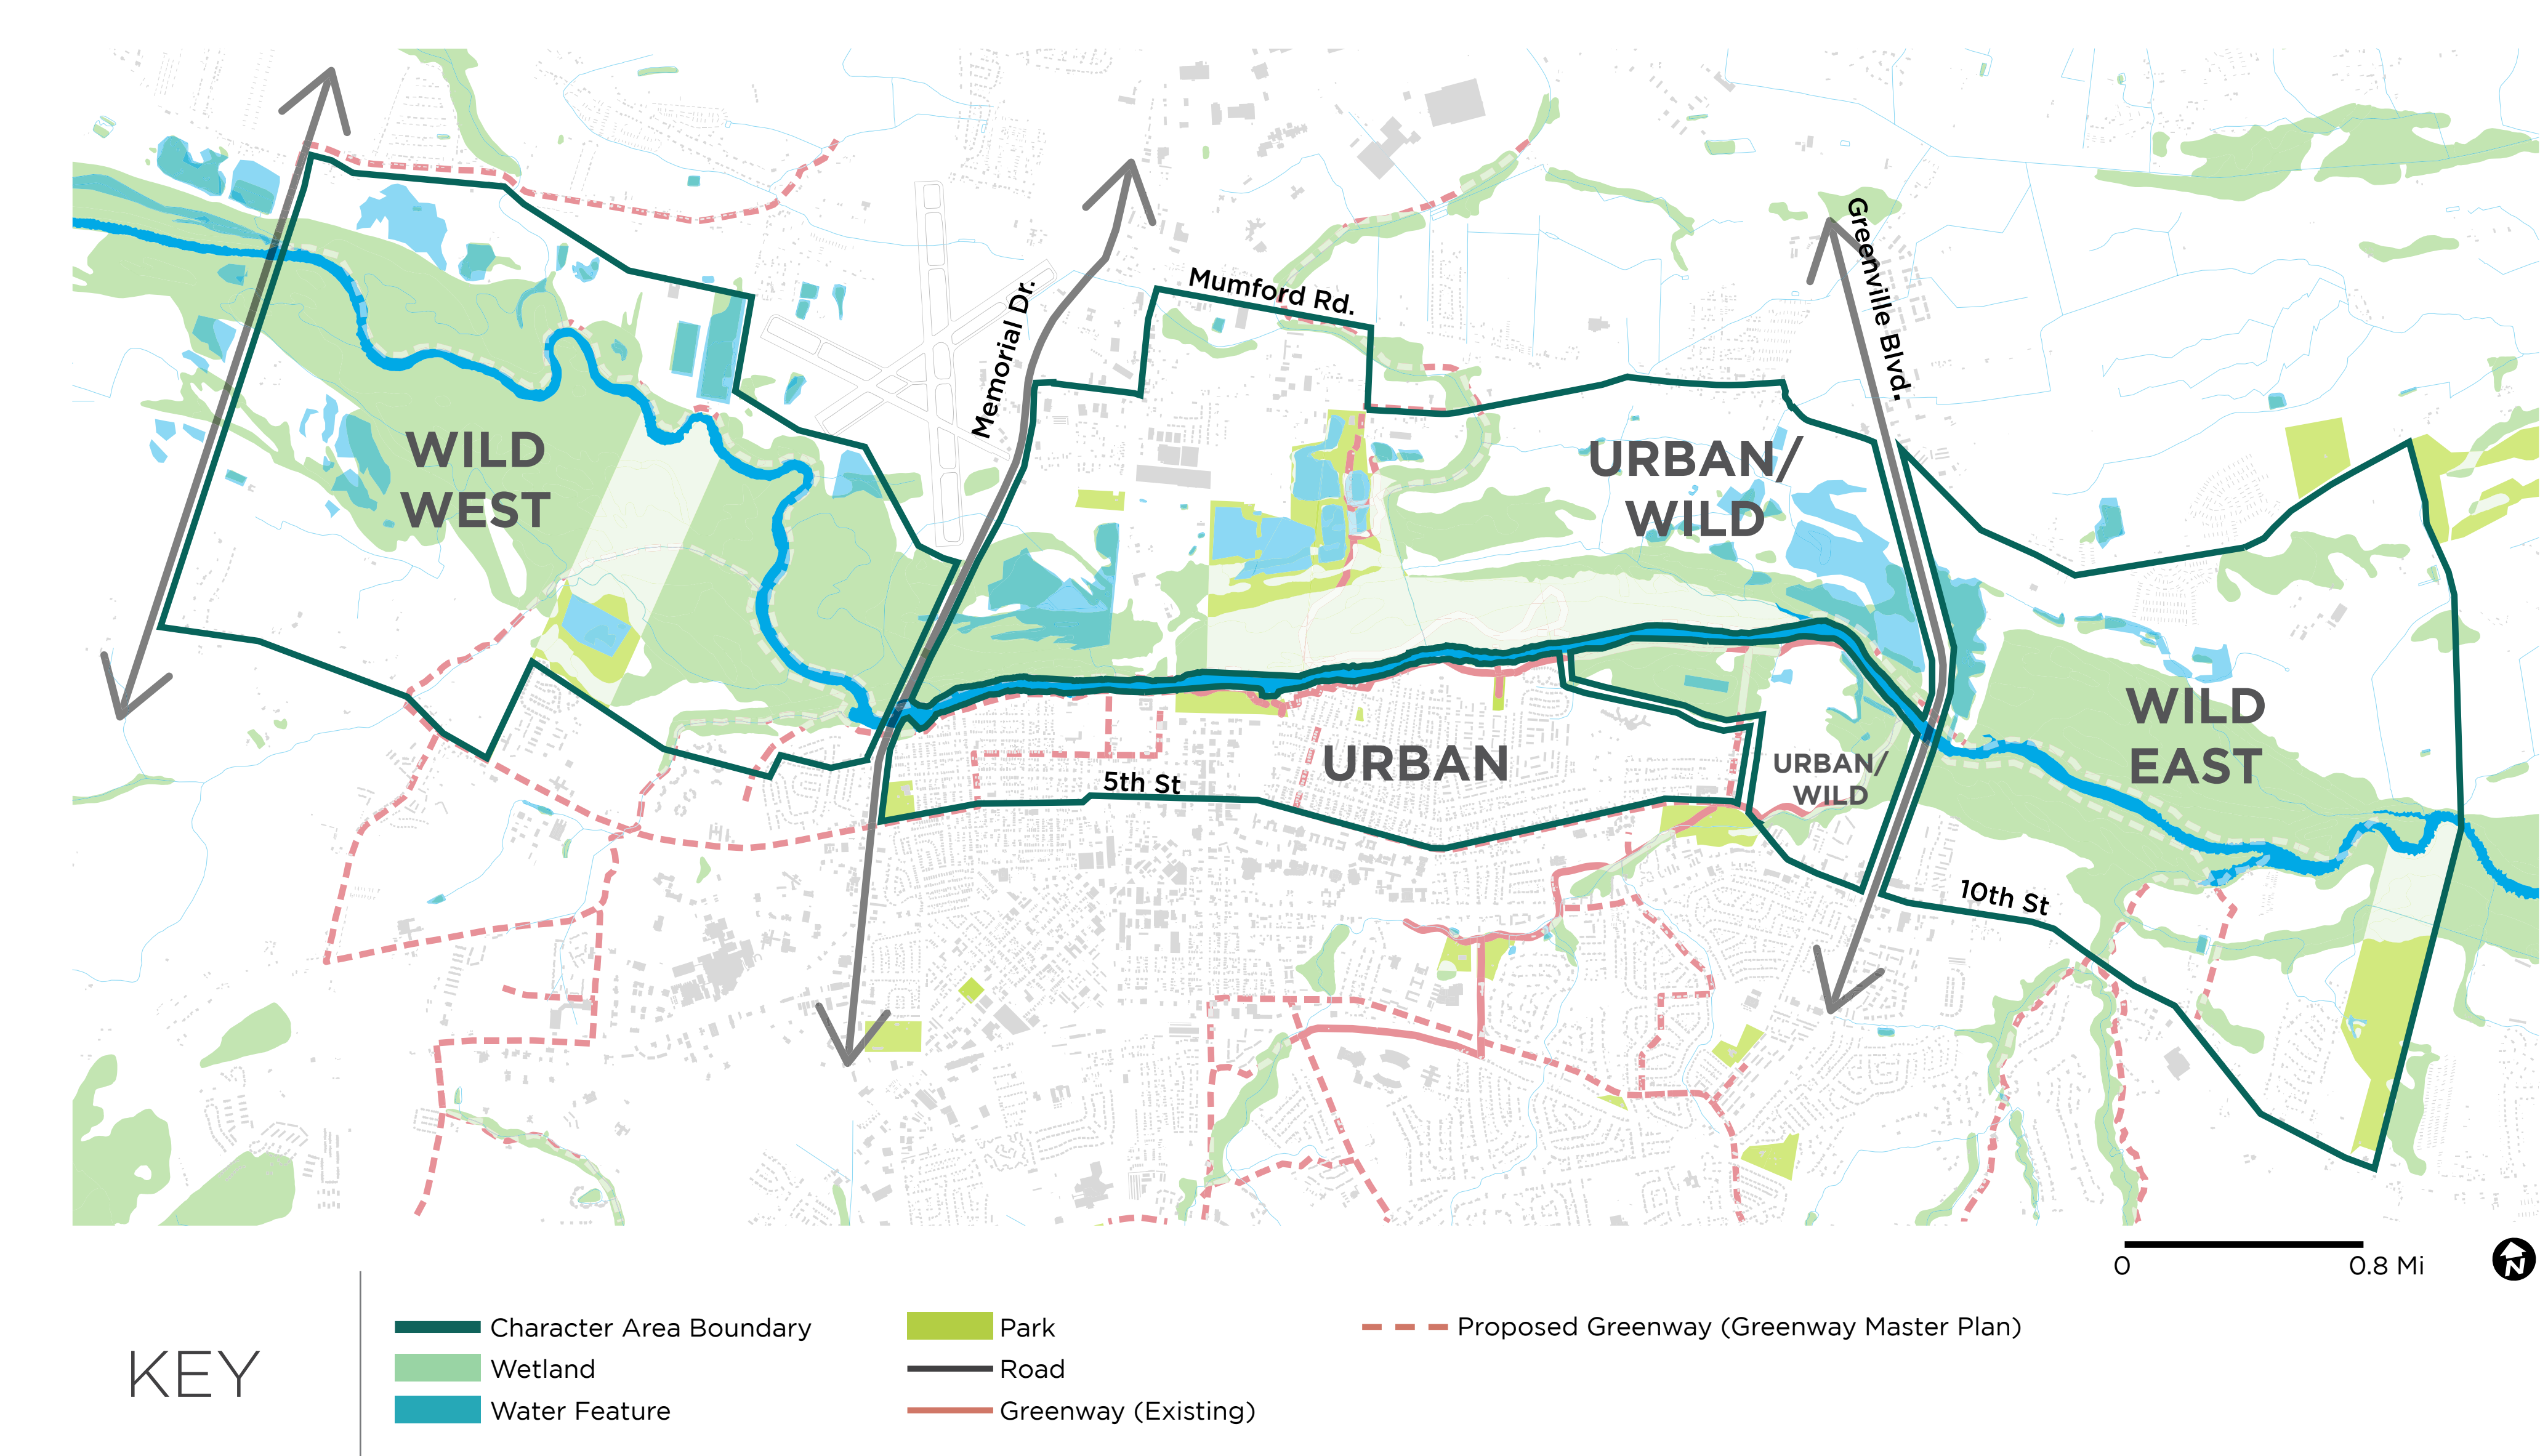 Greenville Blvd.
Mumford Rd.
Memorial Dr.
WILD
WEST
URBAN/
WILD
URBAN
URBAN/
WILD
WILD
EAST
5th St
10th St
0
0.8 Mi
N
KEY
Character Area Boundary
Wetland
Water Feature
Park
Road
Greenway (Existing)
Proposed Greenway (Greenway Master Plan)